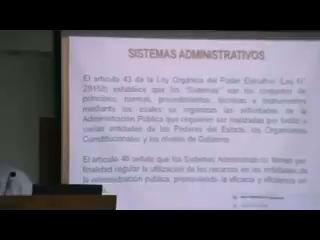 SISTEMAS ADMINISTRATIVOS
El artículo 43 de la Ley Orgánica del Poder Ejecutivo (Ley N°
29158) establece que los "Sistemas" son los conjuntos de
principios, normas, procedimientos, técnicas e instrumentos
mediante los cuales se organizan las actividades de la
Administración Pública que requieren ser realizadas por todas o
varias entidades de los Poderes del Estado, los Organismos
Constitucionales y los niveles de Gobierno.
El artículo 46 señala que los Sistemas Administrativos tienen por
finalidad regular la utilización de los recursos en las entidades de
la administración pública, promoviendo la eficacia y eficiencia en